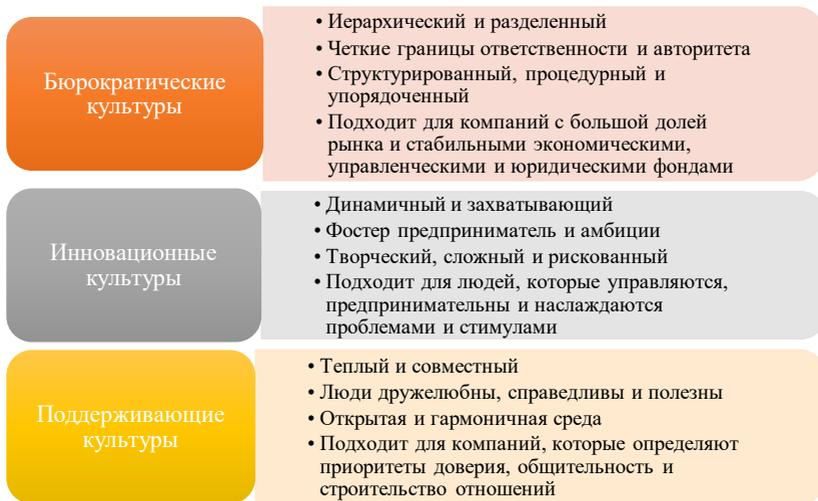 Бюрократические
культуры
• Иерархический и разделенный
• Четкие границы ответственности и авторитета
• Структурированный, процедурный и
упорядоченный
• Подходит для компаний с большой долей
рынка и стабильными экономическими,
управленческими и юридическими фондами
Инновационные
культуры
• Динамичный и захватывающий
• Фостер предприниматель и амбиции
• Творческий, сложный и рискованный
• Подходит для людей, которые управляются,
предпринимательны и наслаждаются
проблемами и стимулами
Поддерживающие
культуры
• Теплый и совместный
• Люди дружелюбны, справедливы и полезны
• Открытая и гармоничная среда
• Подходит для компаний, которые определяют
приоритеты доверия, общительность и
строительство отношений